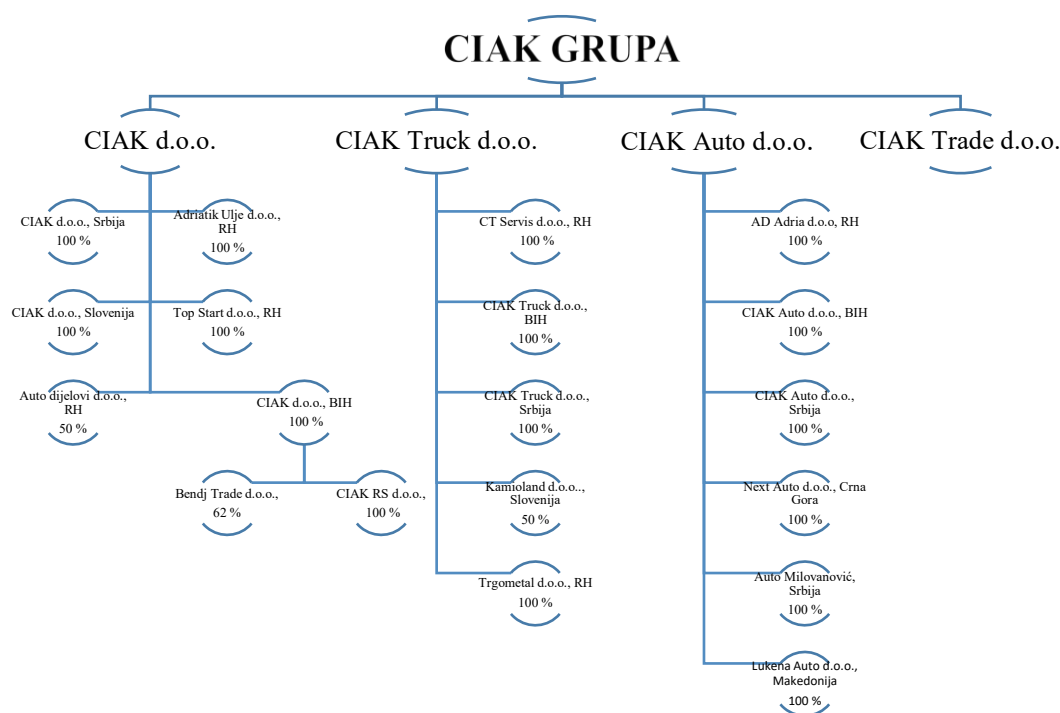 CIAK GRUPA
CIAK d.o.o.
CIAK Truck d.o.o.
CIAK Auto d.o.o.
CIAK Trade d.o.o.
CIAK d.o.o., Srbija
100 %
Adriatik Ulje d.o.o.,
RH
100 %
CIAK d.o.o., Slovenija
100 %
Top Start d.o.o., RH
100 %
Auto dijelovi d.o.o.,
RH
50 %
CIAK d.o.o., BIH
100 %
Bendj Trade d.o.o.,
62 %
CIAK RS d.o.o.,
100 %
CT Servis d.o.o., RH
100 %
CIAK Truck d.o.o.,
BIH
100 %
CIAK Truck d.o.o.,
Srbija
100 %
Kamioland d.o.o..,
Slovenija
50 %
Trgometal d.o.o., RH
100 %
AD Adria d.o.o, RH
100 %
CIAK Auto d.o.o., BIH
100 %
CIAK Auto d.o.o.,
Srbija
100 %
Next Auto d.o.o., Crna
Gora
100 %
Auto Milovanović,
Srbija
100 %
Lukena Auto d.o.o.,
Makedonija
100 %